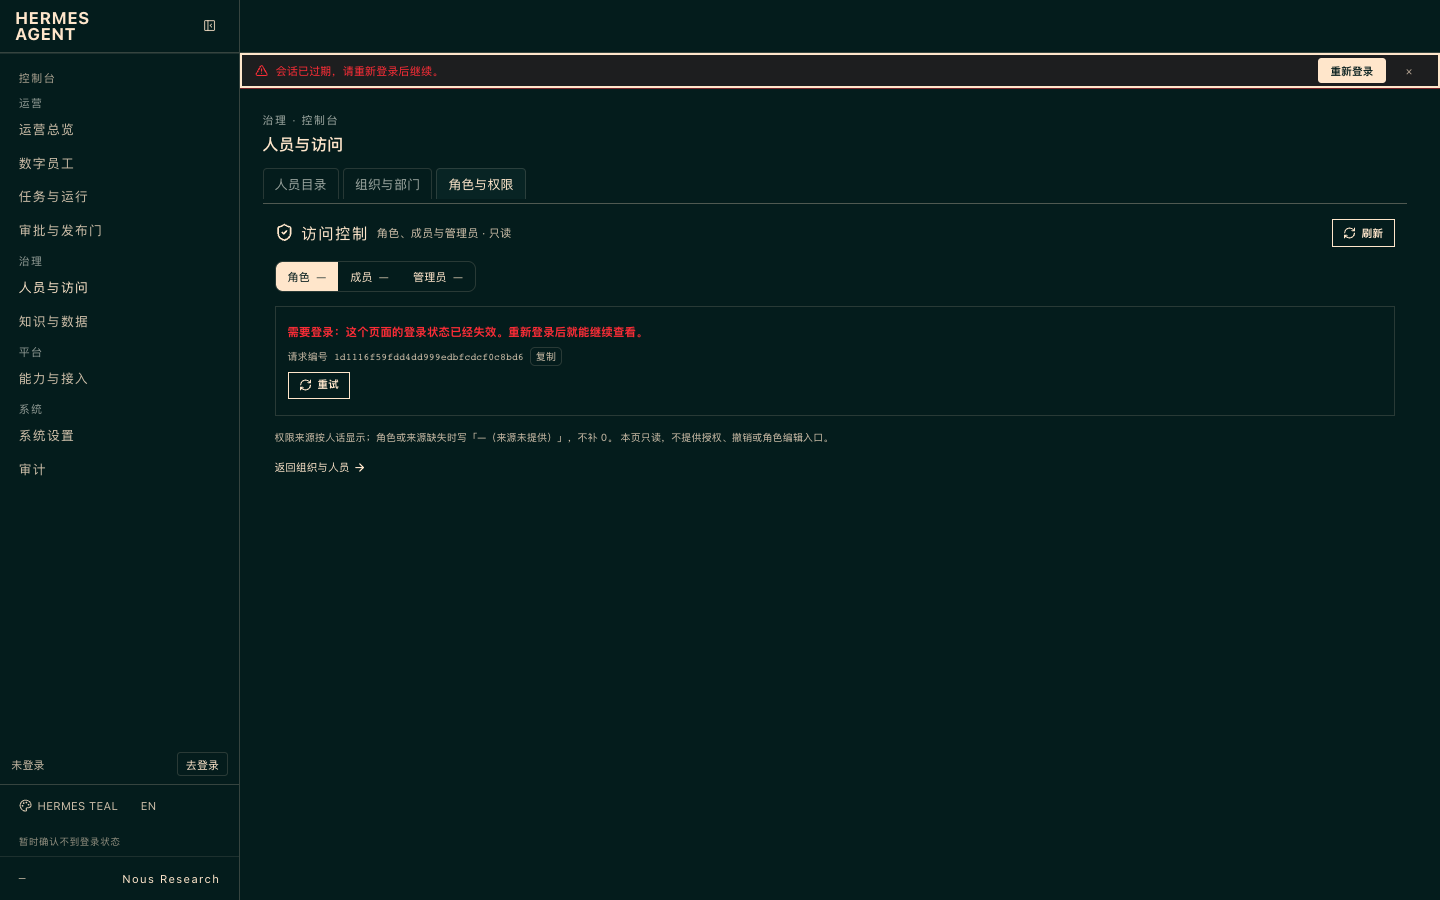 HERMES
AGENT
控制台
运营
运营总览
数字员工
任务与运行
审批与发布门
治理
人员与访问
知识与数据
平台
能力与接入
系统
系统设置
审计
未登录
去登录
HERMES TEAL EN
暂时确认不到登录状态
— Nous Research
会话已过期，请重新登录后继续。
重新登录 ×
治理 · 控制台
人员与访问
人员目录 组织与部门 角色与权限
访问控制 角色、成员与管理员 · 只读
刷新
角色 — 成员 — 管理员 —
需要登录：这个页面的登录状态已经失效。重新登录后就能继续查看。
请求编号 1d1116f59fdd4dd999edbfcdcf0c8bd6 复制
重试
权限来源按人话显示；角色或来源缺失时写「—（来源未提供）」，不补 0。 本页只读，不提供授权、撤销或角色编辑入口。
返回组织与人员 →